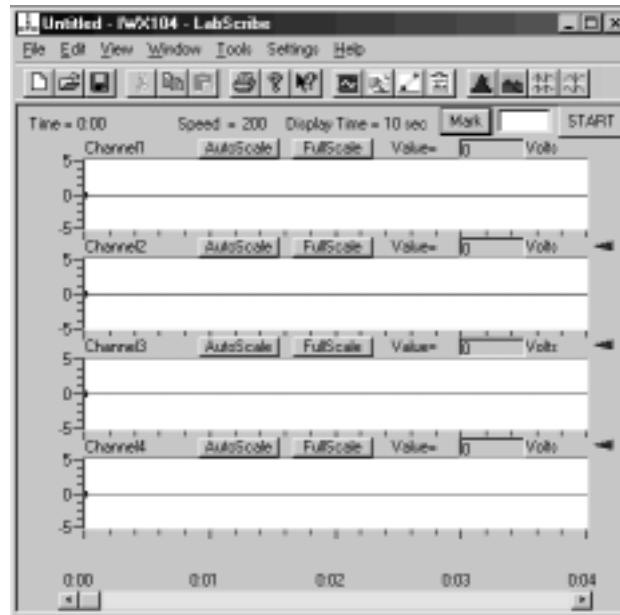 Untitled - IWX104 - LabScribe
File Edit View Window Tools Settings Help
Time = 0:00 Speed = 200 Display Time = 10 sec Mark START
Channel1 AutoScale FullScale Value= 0 Volts
5
0
-5
Channel2 AutoScale FullScale Value= 0 Volts
5
0
-5
Channel3 AutoScale FullScale Value= 0 Volts
5
0
-5
Channel4 AutoScale FullScale Value= 0 Volts
5
0
-5
0:00 0:01 0:02 0:03 0:04